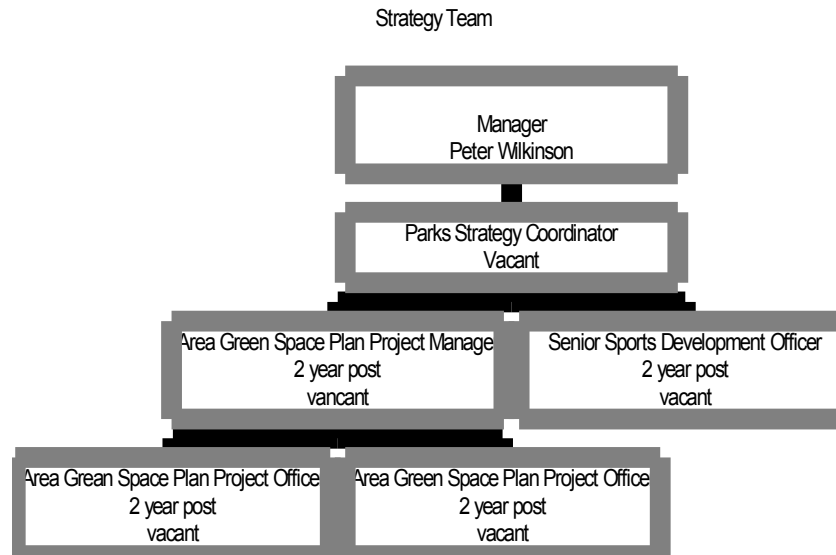 Strategy Team
Manager
Peter Wilkinson
Parks Strategy Coordinator
Vacant
Area Green Space Plan Project Manage
2 year post
vancant
Senior Sports Development Officer
2 year post
vacant
Area Grean Space Plan Project Office
2 year post
vacant
Area Green Space Plan Project Office
2 year post
vacant